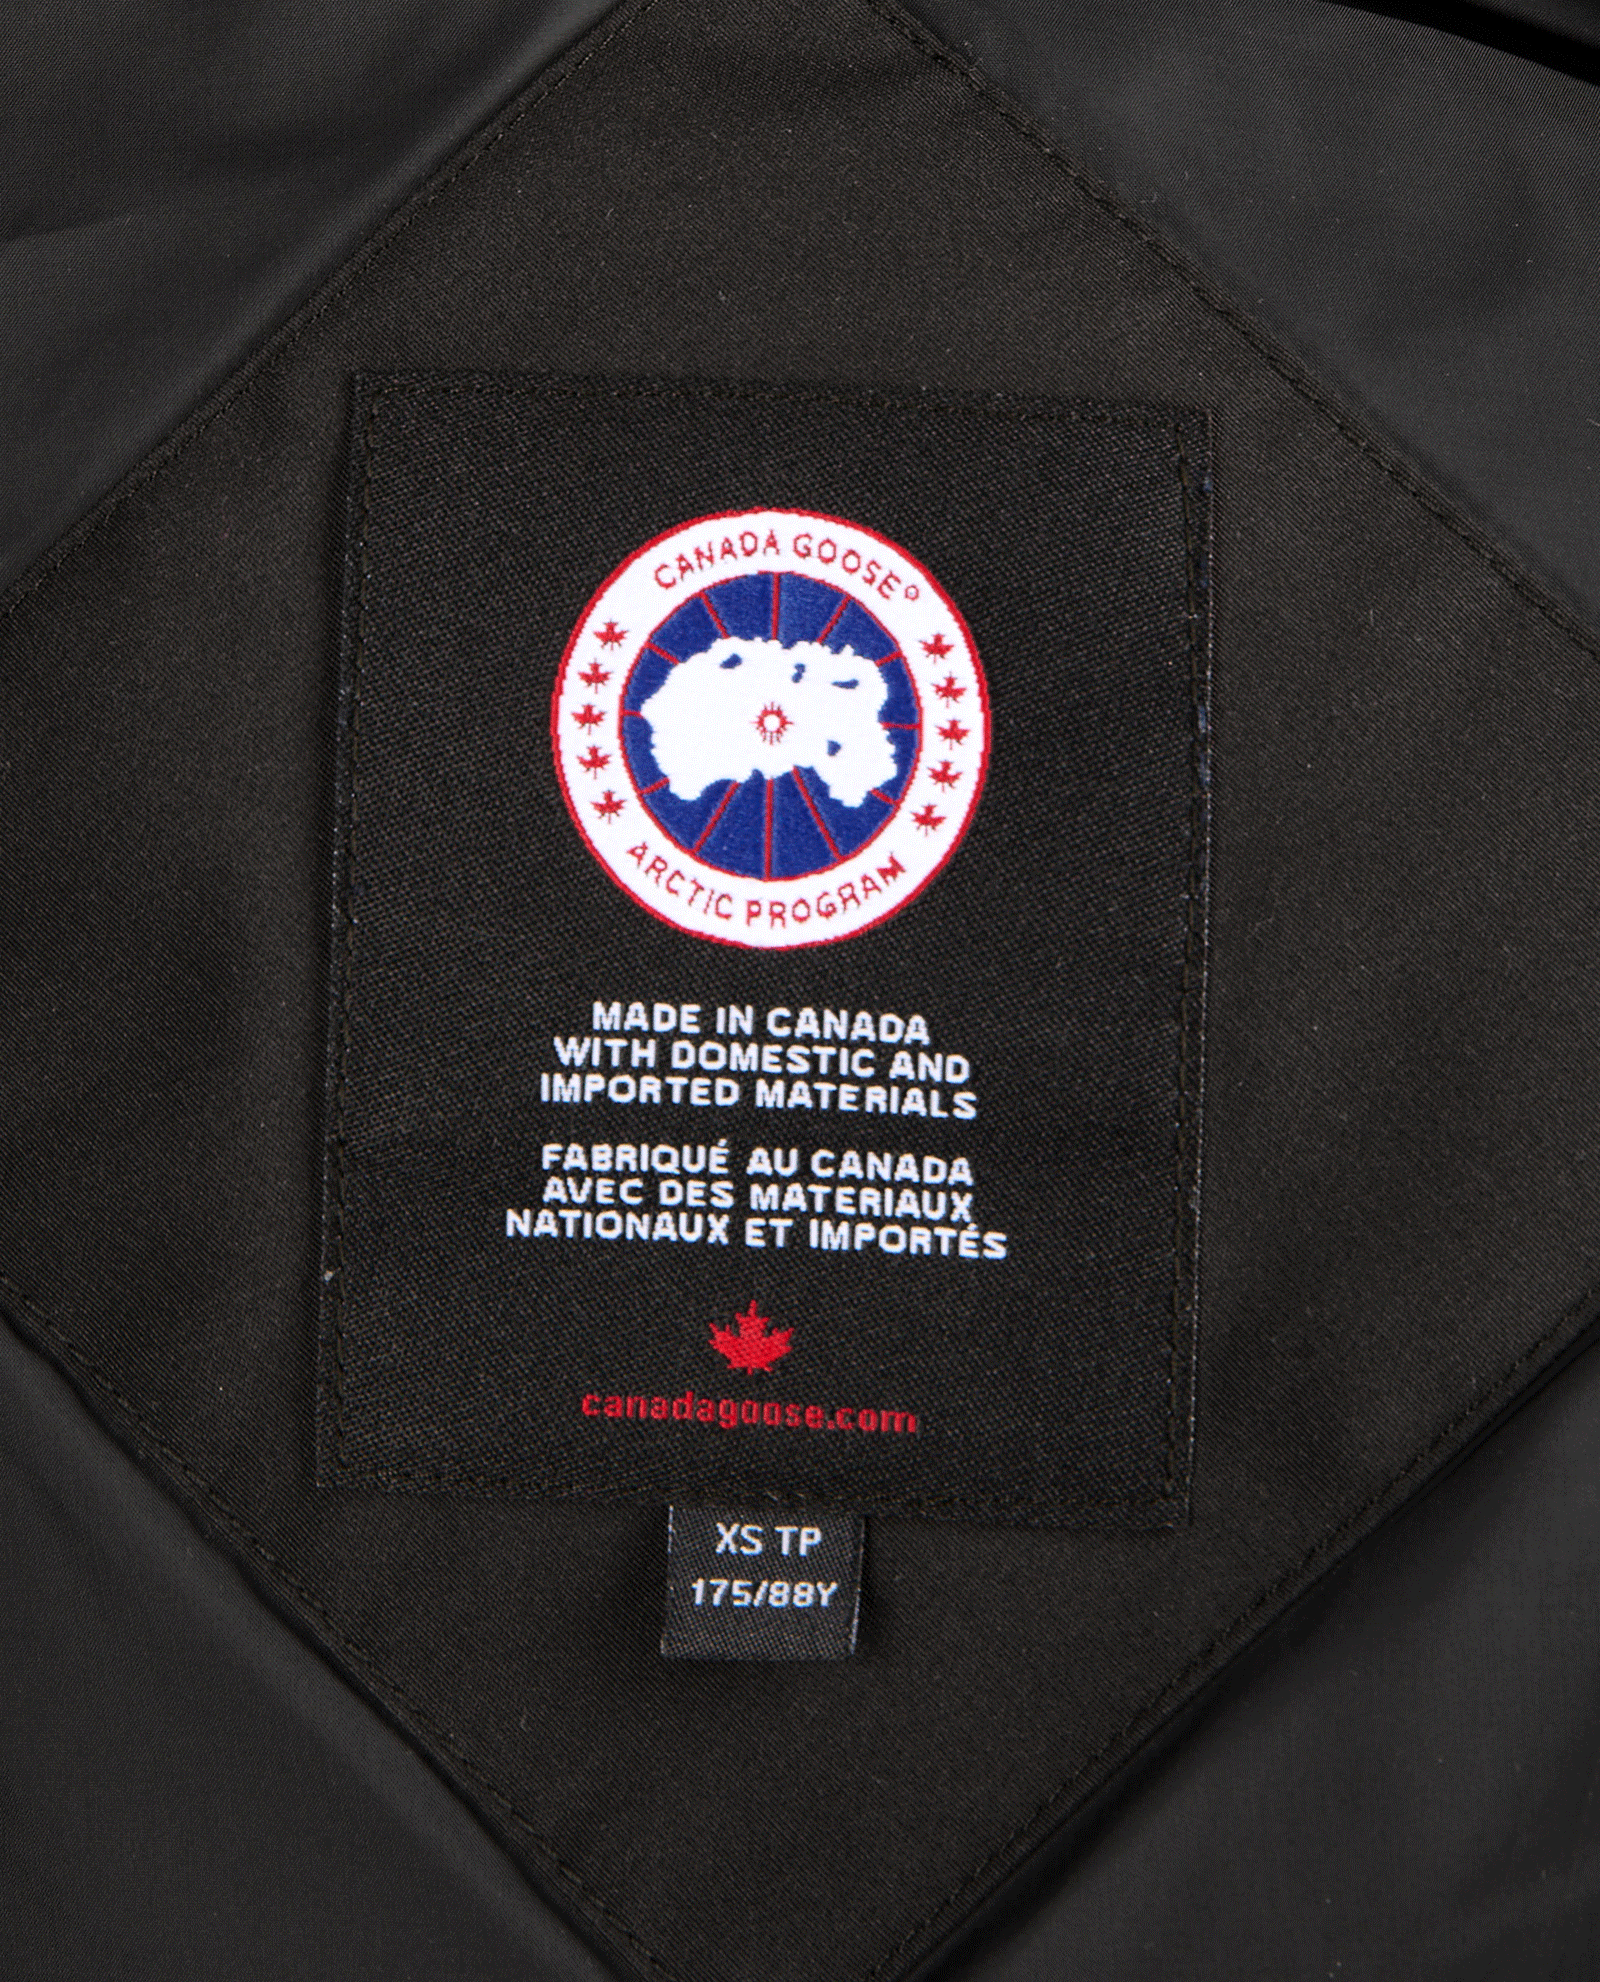 CANADA GOOSE®
ARCTIC PROGRAM
MADE IN CANADA
WITH DOMESTIC AND
IMPORTED MATERIALS
FABRIQUÉ AU CANADA
AVEC DES MATERIAUX
NATIONAUX ET IMPORTÉS
canadagoose.com
XS TP
175/88Y